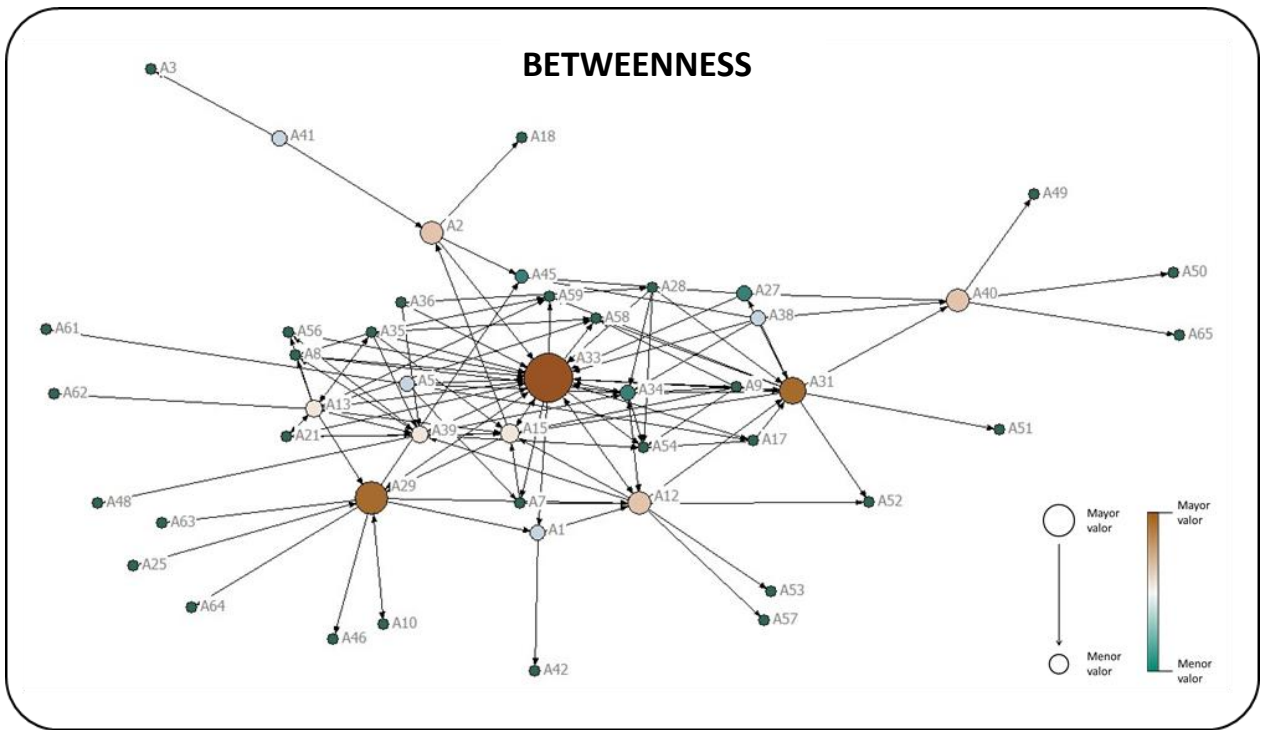 BETWEENNESS
A3
A41
A18
A2
A49
A45
A50
A28
A27
A40
A59
A36
A38
A58
A65
A61
A56
A35
A8
A33
A5
A34
A9
A31
A62
A13
A39
A15
A21
A54
A17
A51
A29
A48
A7
A12
A52
A63
A1
Mayor
valor
Mayor
valor
A25
A64
A53
A57
A46
A10
Menor
valor
Menor
valor
A42